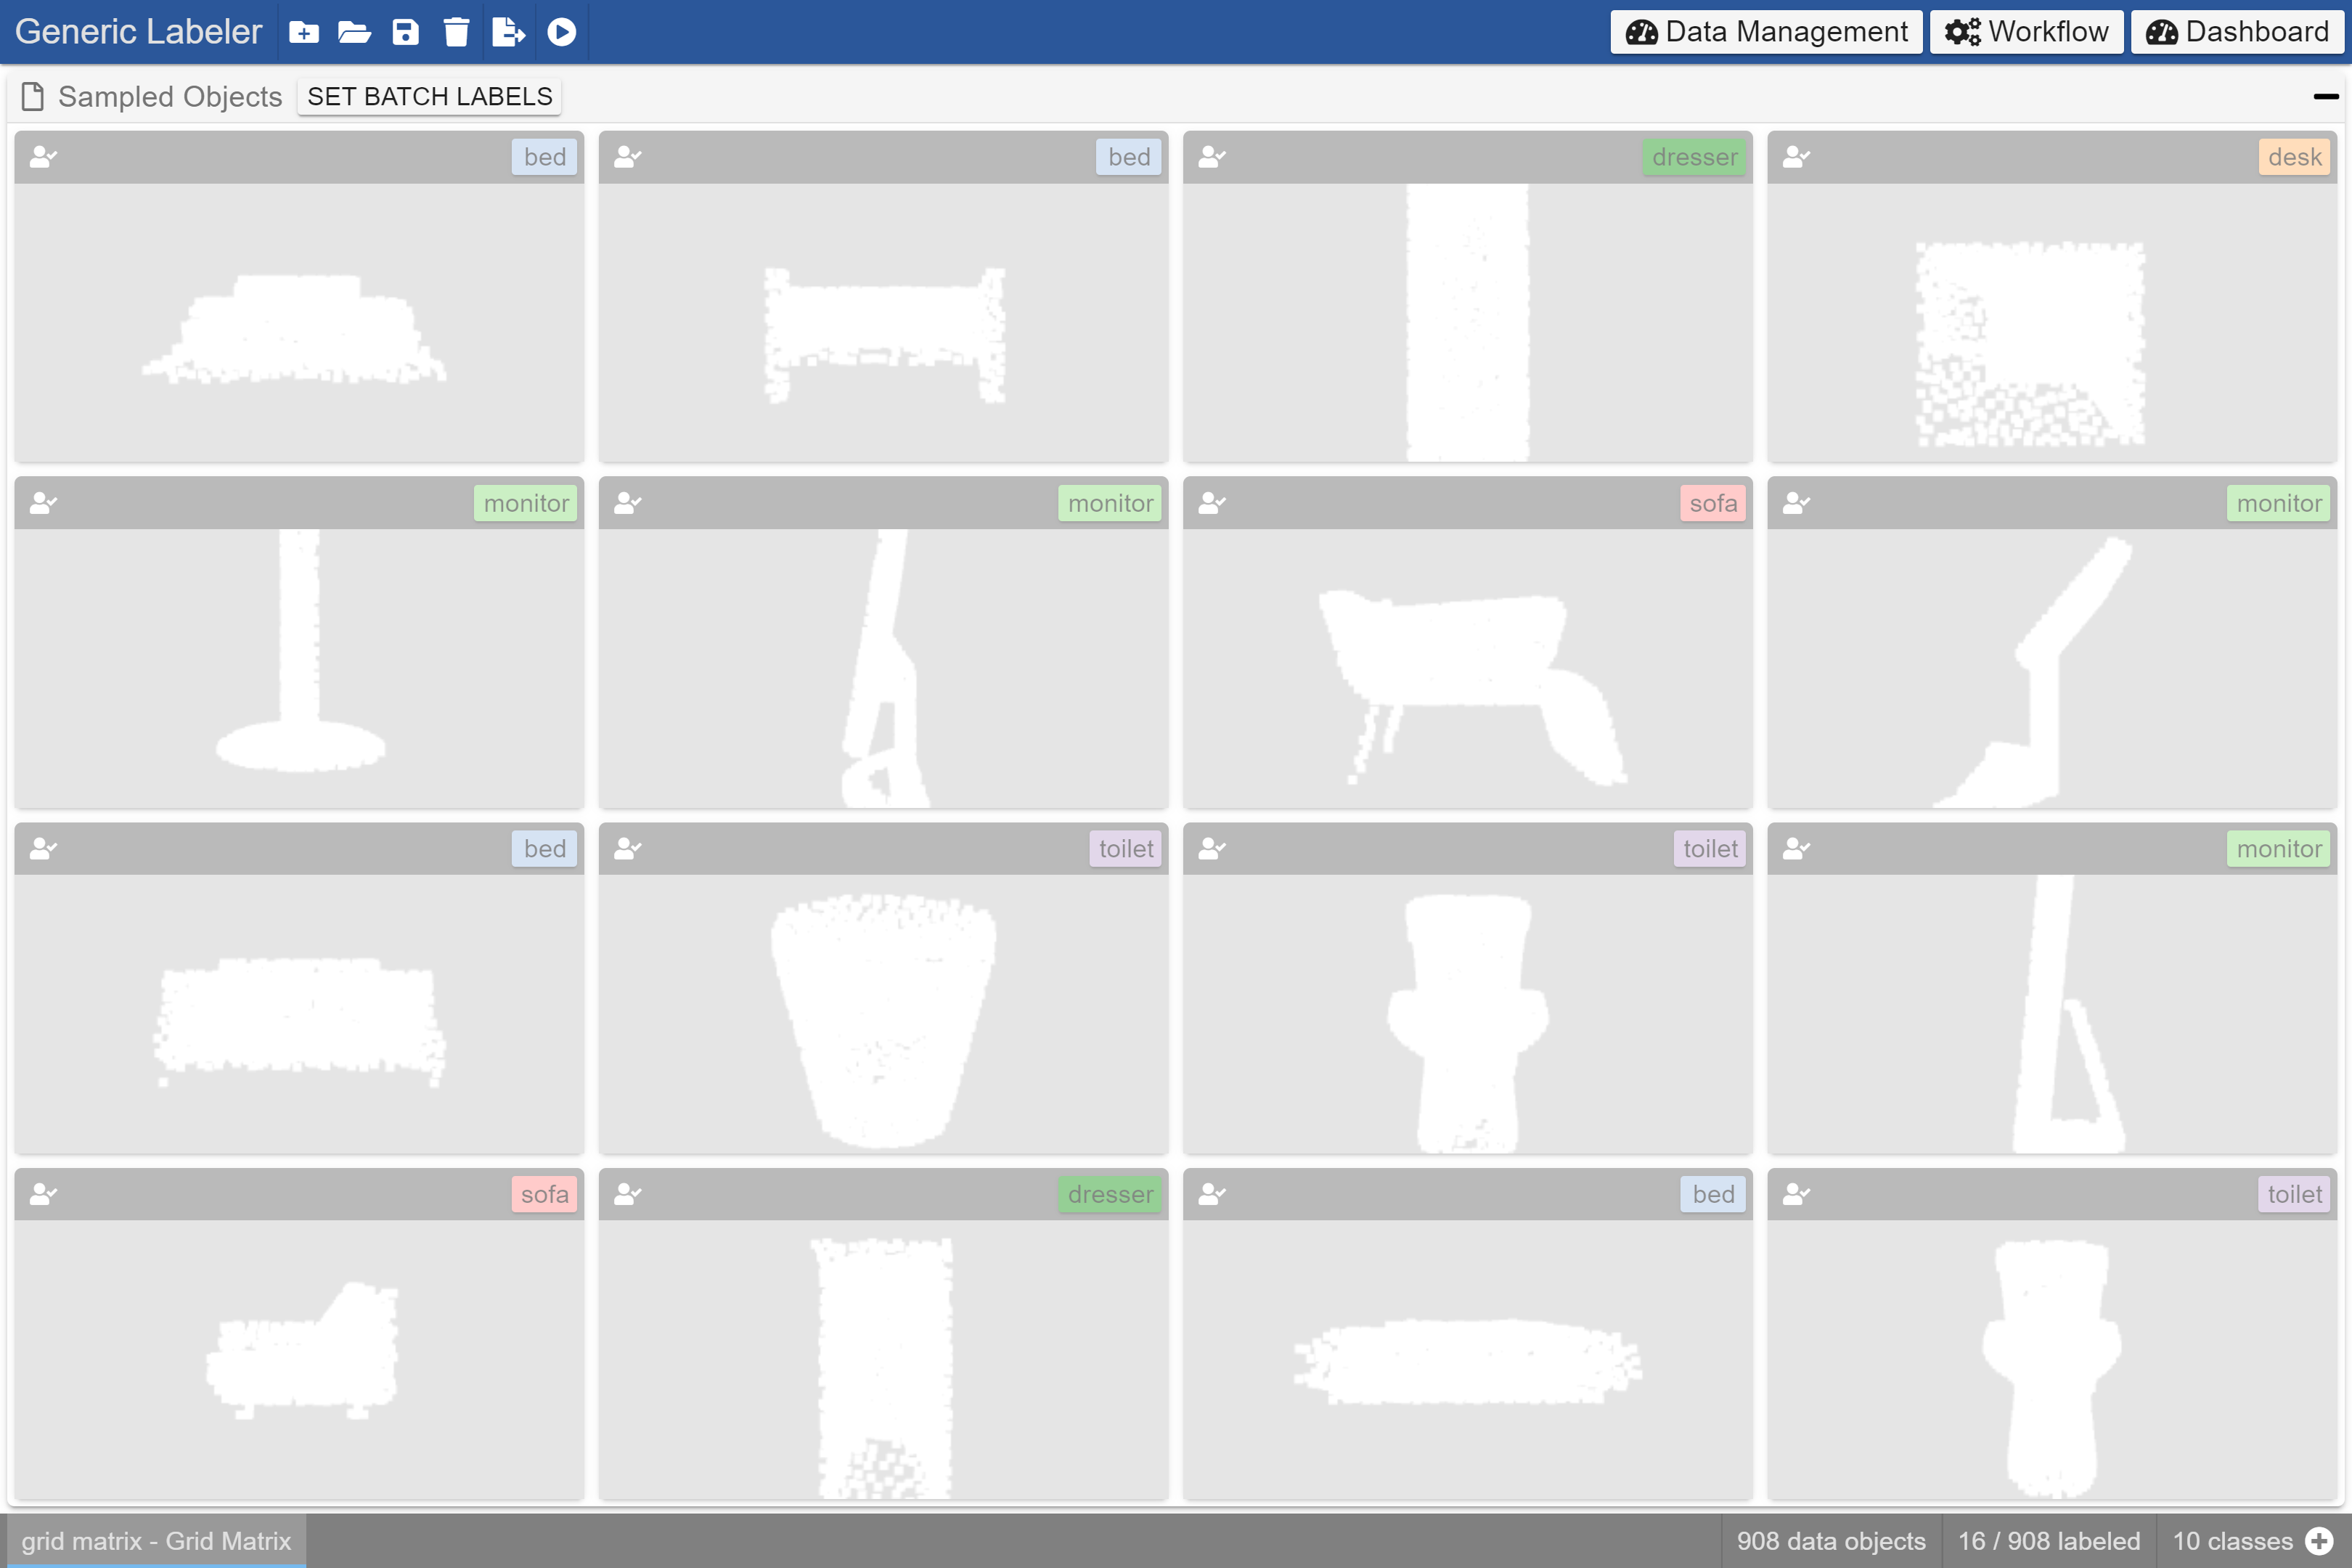 Generic Labeler Data Management Workflow Dashboard
Sampled Objects SET BATCH LABELS
bed bed dresser desk
monitor monitor sofa monitor
bed toilet toilet monitor
sofa dresser bed toilet
grid matrix - Grid Matrix 908 data objects 16 / 908 labeled 10 classes